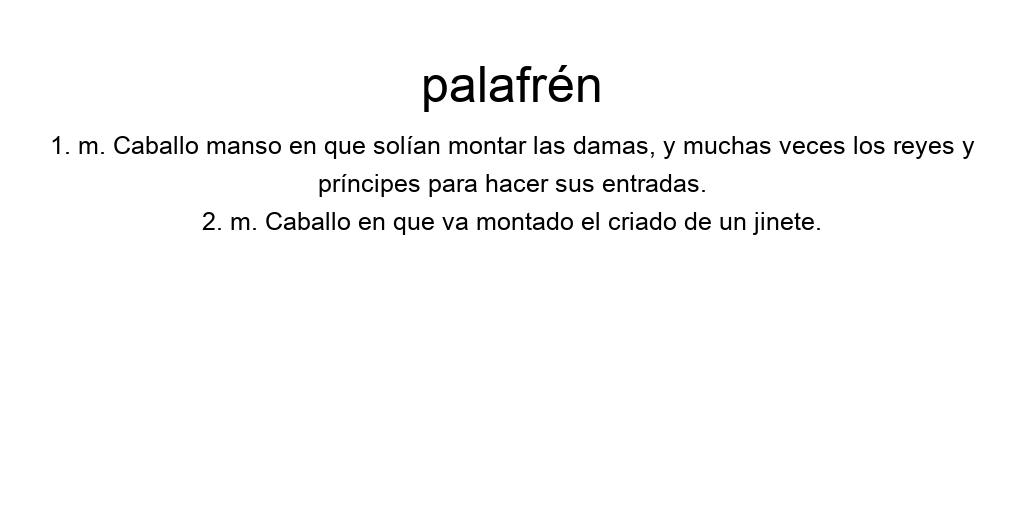 palafrén
1. m. Caballo manso en que solían montar las damas, y muchas veces los reyes y
príncipes para hacer sus entradas.
2. m. Caballo en que va montado el criado de un jinete.